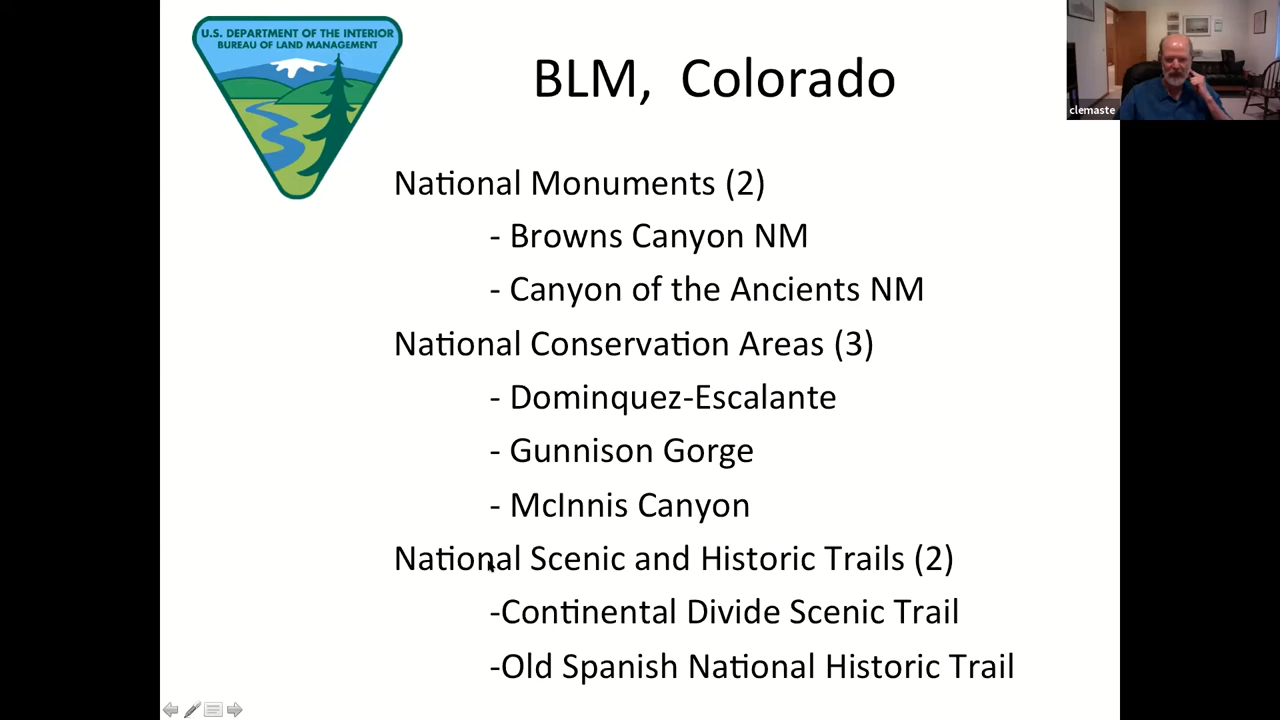 U.S. DEPARTMENT OF THE INTERIOR
BUREAU OF LAND MANAGEMENT
BLM, Colorado
clemaste
National Monuments (2)
- Browns Canyon NM
- Canyon of the Ancients NM
National Conservation Areas (3)
- Dominquez-Escalante
- Gunnison Gorge
- McInnis Canyon
National Scenic and Historic Trails (2)
-Continental Divide Scenic Trail
-Old Spanish National Historic Trail